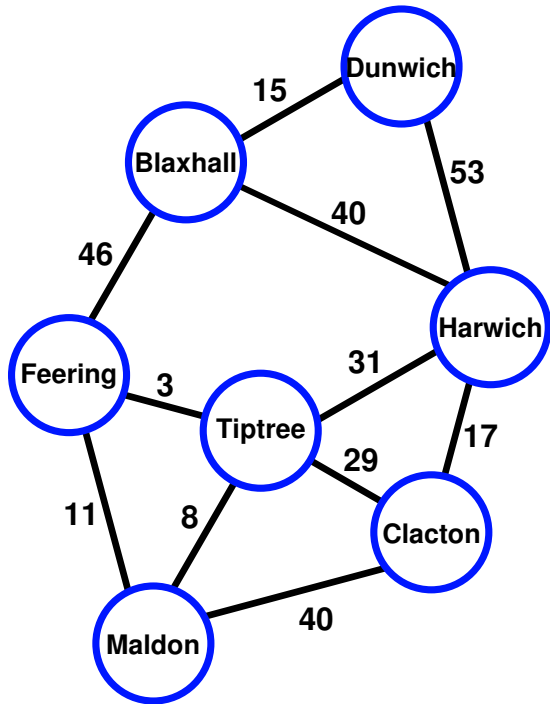 Dunwich
15
Blaxhall
53
40
46
Harwich
31
Feering
3
Tiptree
29
17
11
8
Clacton
40
Maldon